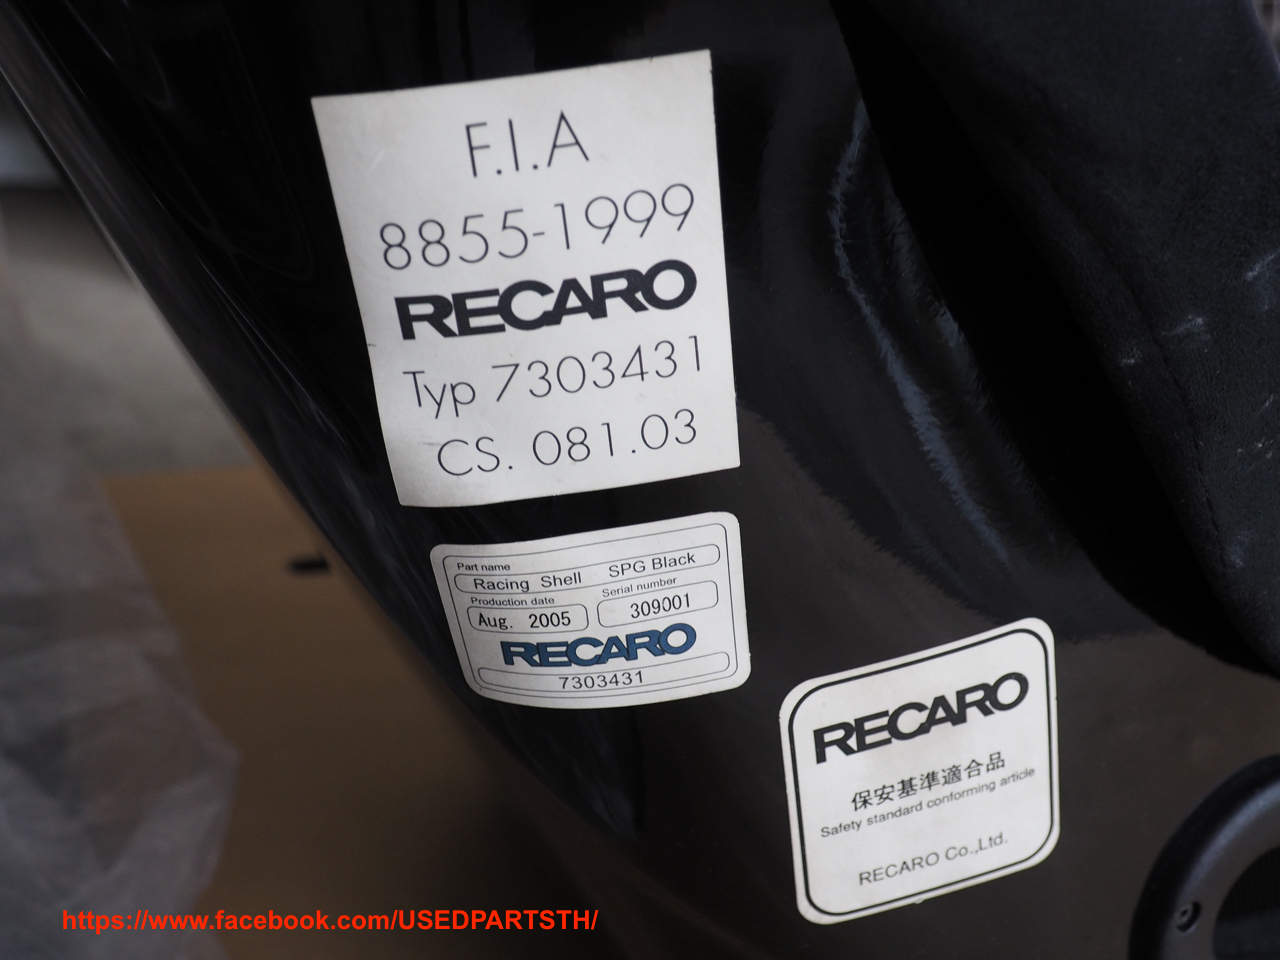 F.I.A
8855-1999
RECARO
Typ 7303431
CS. 081.03
Part name
Racing Shell SPG Black
Production date Serial number
Aug. 2005 309001
RECARO
7303431
RECARO
保安基準適合品
Safety standard conforming article
RECARO Co.,Ltd.
https://www.facebook.com/USEDPARTSTH/